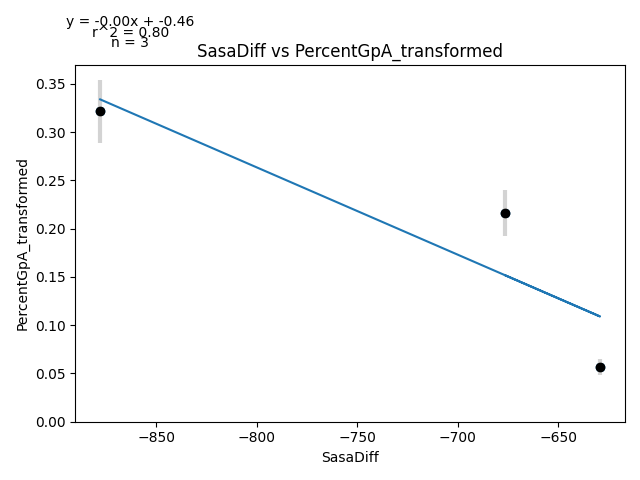 y = -0.00x + -0.46
r^2 = 0.80
n = 3
SasaDiff vs PercentGpA_transformed
PercentGpA_transformed
0.35
0.30
0.25
0.20
0.15
0.10
0.05
0.00
−850
−800
−750
−700
−650
SasaDiff